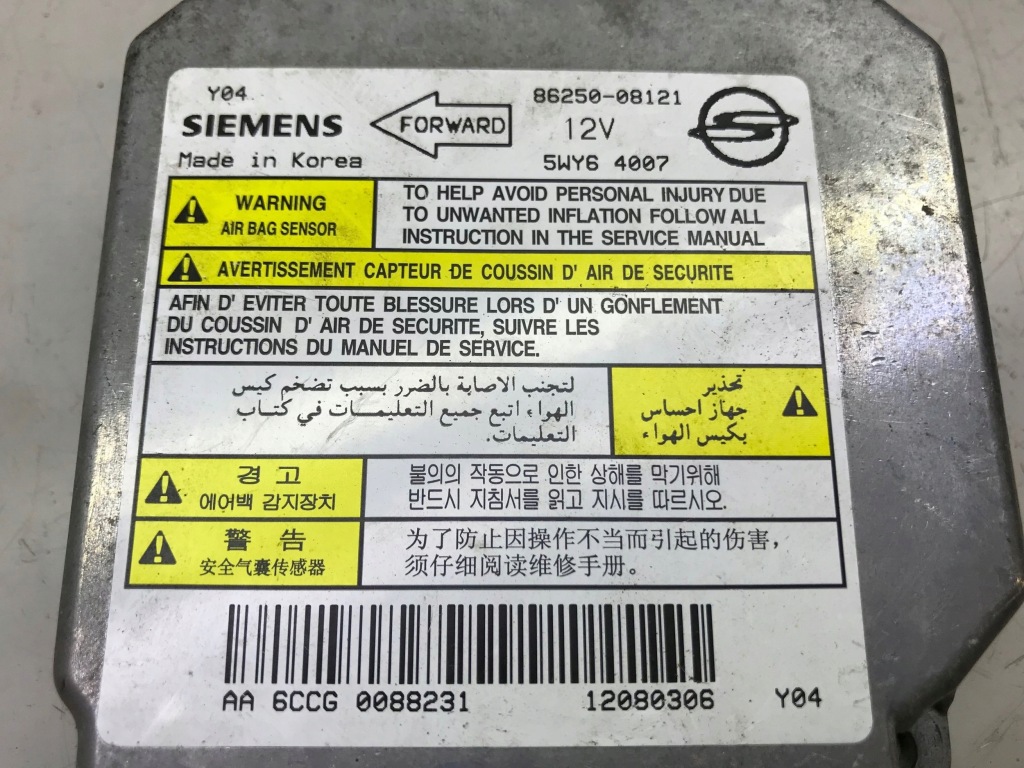 Y04
SIEMENS
Made in Korea
FORWARD
86250-08121
12V
5WY6 4007
WARNING
AIR BAG SENSOR
TO HELP AVOID PERSONAL INJURY DUE
TO UNWANTED INFLATION FOLLOW ALL
INSTRUCTION IN THE SERVICE MANUAL
AVERTISSEMENT CAPTEUR DE COUSSIN D' AIR DE SECURITE
AFIN D' EVITER TOUTE BLESSURE LORS D' UN GONFLEMENT
DU COUSSIN D' AIR DE SECURITE, SUIVRE LES
INSTRUCTIONS DU MANUEL DE SERVICE.
تحذير
جهاز احساس
بكيس الهواء
لتجنب الاصابة بالضرر بسبب تضخم كيس
الهواء اتبع جميع التعليمـــات في كتاب
التعليمات.
경 고
에어백 감지장치
불의의 작동으로 인한 상해를 막기위해
반드시 지침서를 읽고 지시를 따르시오.
警 告
安全气囊传感器
为了防止因操作不当而引起的伤害，
须仔细阅读维修手册。
AA 6CCG 0088231
12080306
Y04